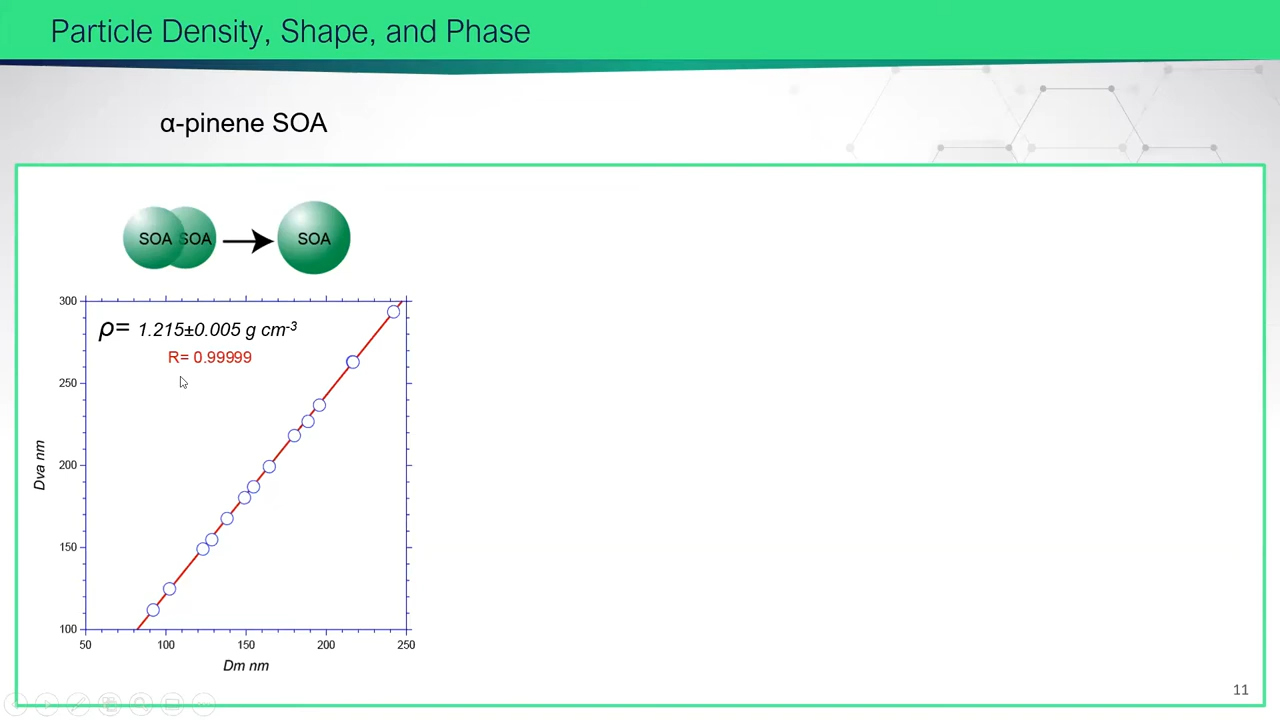 Particle Density, Shape, and Phase
α-pinene SOA
SOA SOA SOA
300
ρ= 1.215±0.005 g cm-3
R= 0.99999
250
200
Dva nm
150
100
50 100 150 200 250
Dm nm
11